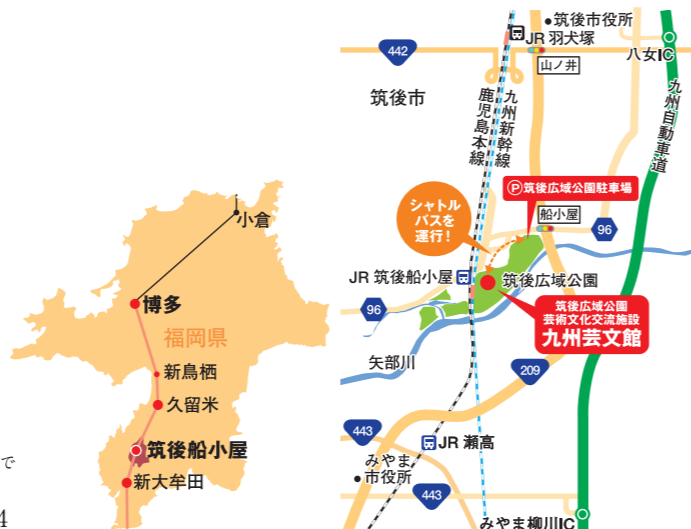 小倉
博多
福岡県
新鳥栖
久留米
筑後船小屋
新大牟田
で
4
筑後市役所
JR 羽犬塚
442
山ノ井
八女IC
筑後市
鹿児島本線
九州新幹線
九州自動車道
シャトル
バスを
運行！
P筑後広域公園駐車場
船小屋
96
JR 筑後船小屋
筑後広域公園
96
筑後広域公園
芸術文化交流施設
九州芸文館
矢部川
209
443
JR 瀬高
みやま
市役所
443
みやま柳川IC